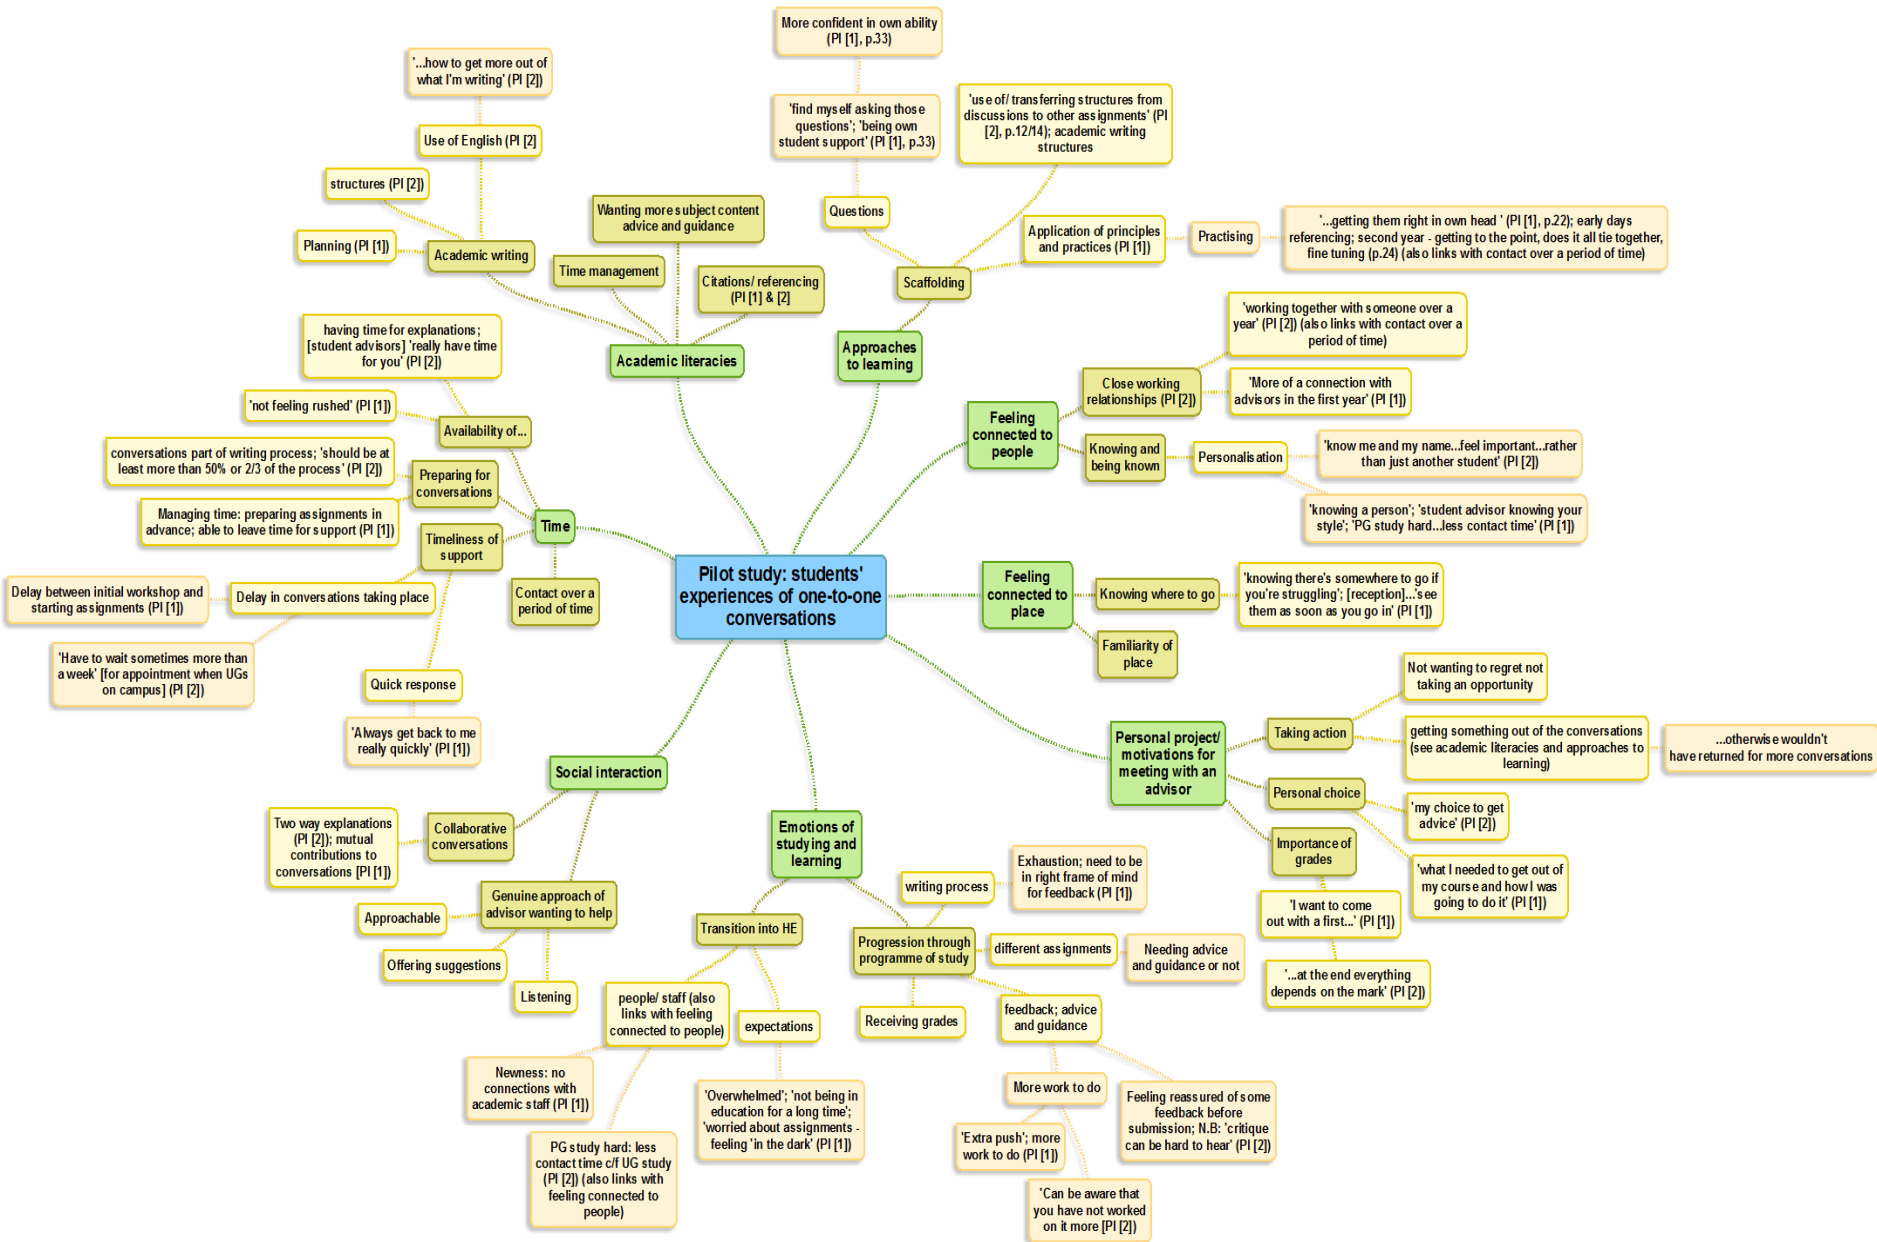 More confident in own ability
(PI [1], p.33)
'...how to get more out of
what I'm writing' (PI [2])
'find myself asking those
questions'; 'being own
student support' (PI [1], p.33)
'use of/ transferring structures from
discussions to other assignments' (PI
[2], p.12/14); academic writing
structures
Use of English (PI [2]
structures (PI [2])
Planning (PI [1])
Academic writing
Wanting more subject content
advice and guidance
Time management
Citations/ referencing
(PI [1] & [2]
Academic literacies
Questions
Application of principles
and practices (PI [1])
Practising
'...getting them right in own head ' (PI [1], p.22); early days
referencing; second year - getting to the point, does it all tie together,
fine tuning (p.24) (also links with contact over a period of time)
Scaffolding
Approaches
to learning
'working together with someone over a
year' (PI [2]) (also links with contact over a
period of time)
Close working
relationships (PI [2])
'More of a connection with
advisors in the first year' (PI [1])
Feeling
connected to
people
Knowing and
being known
Personalisation
'know me and my name...feel important...rather
than just another student' (PI [2])
'knowing a person'; 'student advisor knowing your
style'; 'PG study hard...less contact time' (PI [1])
having time for explanations;
[student advisors] 'really have time
for you' (PI [2])
'not feeling rushed' (PI [1])
Availability of...
conversations part of writing process; 'should be at
least more than 50% or 2/3 of the process' (PI [2])
Preparing for
conversations
Managing time: preparing assignments in
advance; able to leave time for support (PI [1])
Time
Timeliness of
support
Delay between initial workshop and
starting assignments (PI [1])
Delay in conversations taking place
Contact over a
period of time
'Have to wait sometimes more than
a week' [for appointment when UGs
on campus] (PI [2])
Quick response
'Always get back to me
really quickly' (PI [1])
Pilot study: students'
experiences of one-to-one
conversations
Feeling
connected to
place
Knowing where to go
'knowing there's somewhere to go if
you're struggling'; [reception]...'see
them as soon as you go in' (PI [1])
Familiarity of
place
Not wanting to regret not
taking an opportunity
Personal project/
motivations for
meeting with an
advisor
Taking action
getting something out of the conversations
(see academic literacies and approaches to
learning)
...otherwise wouldn't
have returned for more conversations
Personal choice
'my choice to get
advice' (PI [2])
Importance of
grades
'what I needed to get out of
my course and how I was
going to do it' (PI [1])
'I want to come
out with a first...' (PI [1])
'...at the end everything
depends on the mark' (PI [2])
Social interaction
Two way explanations
(PI [2]); mutual
contributions to
conversations [PI [1])
Collaborative
conversations
Genuine approach of
advisor wanting to help
Approachable
Offering suggestions
Listening
Emotions of
studying and
learning
Transition into HE
people/ staff (also
links with feeling
connected to people)
expectations
Newness: no
connections with
academic staff (PI [1])
PG study hard: less
contact time c/f UG study
(PI [2]) (also links with
feeling connected to
people)
'Overwhelmed'; 'not being in
education for a long time';
'worried about assignments -
feeling 'in the dark' (PI [1])
writing process
Exhaustion; need to be
in right frame of mind
for feedback (PI [1])
Progression through
programme of study
different assignments
Needing advice
and guidance or not
Receiving grades
feedback; advice
and guidance
More work to do
Feeling reassured of some
feedback before
submission; N.B: 'critique
can be hard to hear' (PI [2])
'Extra push'; more
work to do (PI [1])
'Can be aware that
you have not worked
on it more [PI [2])